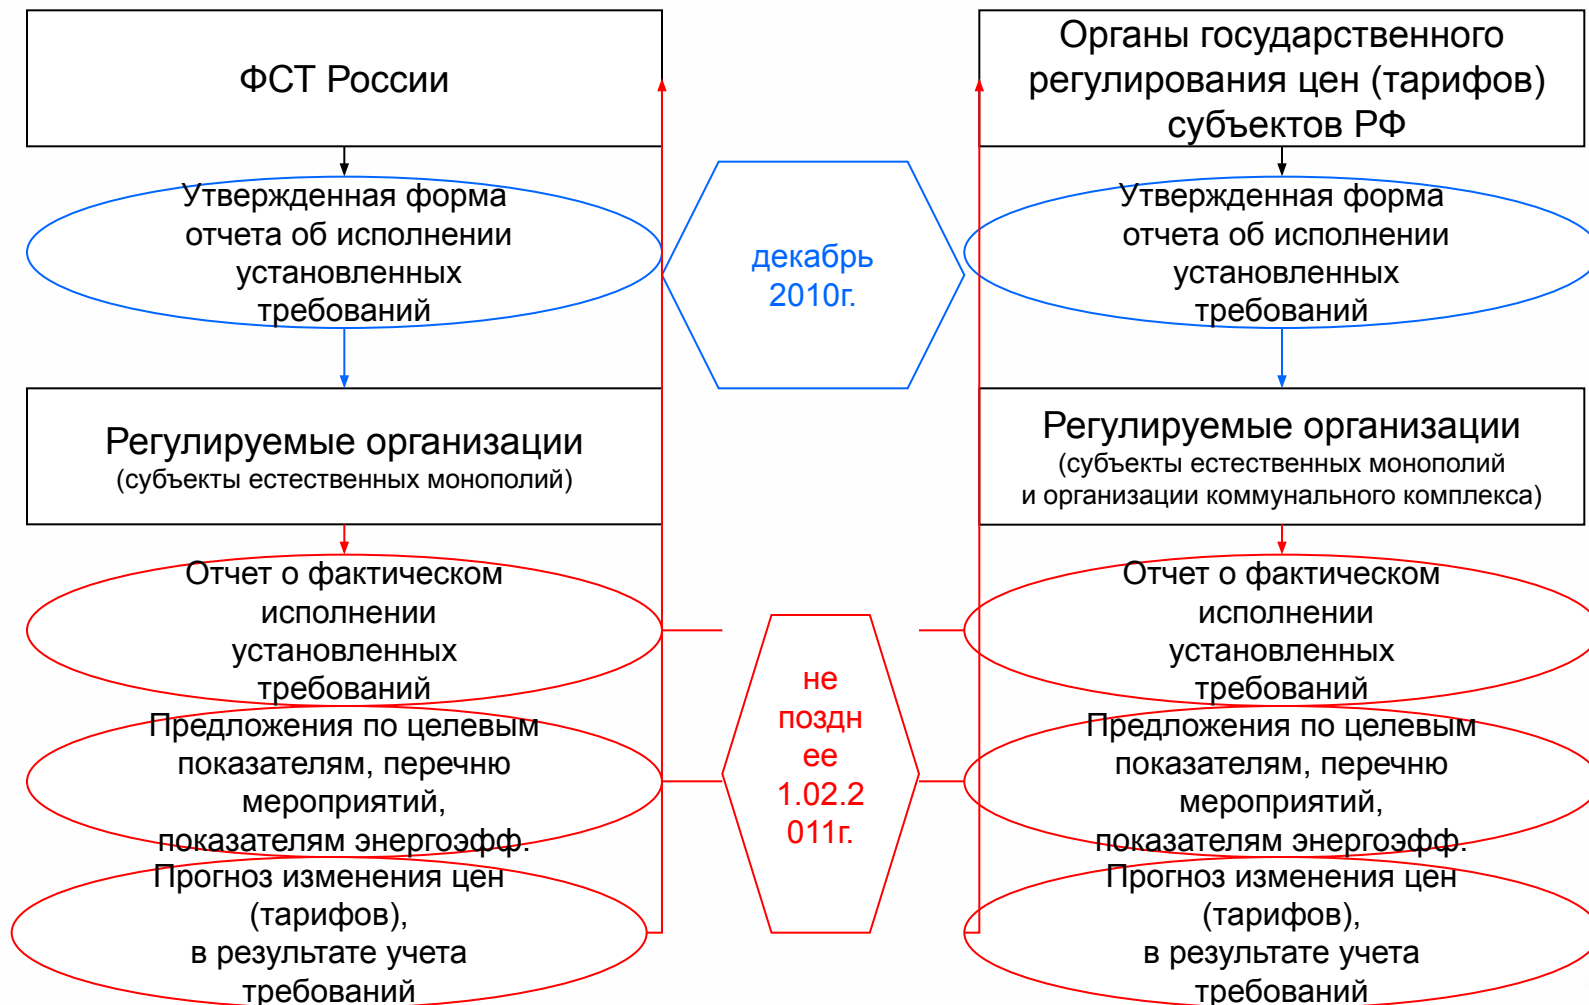 ФСТ России
Утвержденная форма
отчета об исполнении
установленных
требований
Регулируемые организации
(субъекты естественных монополий)
Отчет о фактическом
исполнении
установленных
требований
Предложения по целевым
показателям, перечню
мероприятий,
показателям энергоэфф.
Прогноз изменения цен
(тарифов),
в результате учета
требований
декабрь
2010г.
не
поздн
ее
1.02.2
011г.
Органы государственного
регулирования цен (тарифов)
субъектов РФ
Утвержденная форма
отчета об исполнении
установленных
требований
Регулируемые организации
(субъекты естественных монополий
и организации коммунального комплекса)
Отчет о фактическом
исполнении
установленных
требований
Предложения по целевым
показателям, перечню
мероприятий,
показателям энергоэфф.
Прогноз изменения цен
(тарифов),
в результате учета
требований